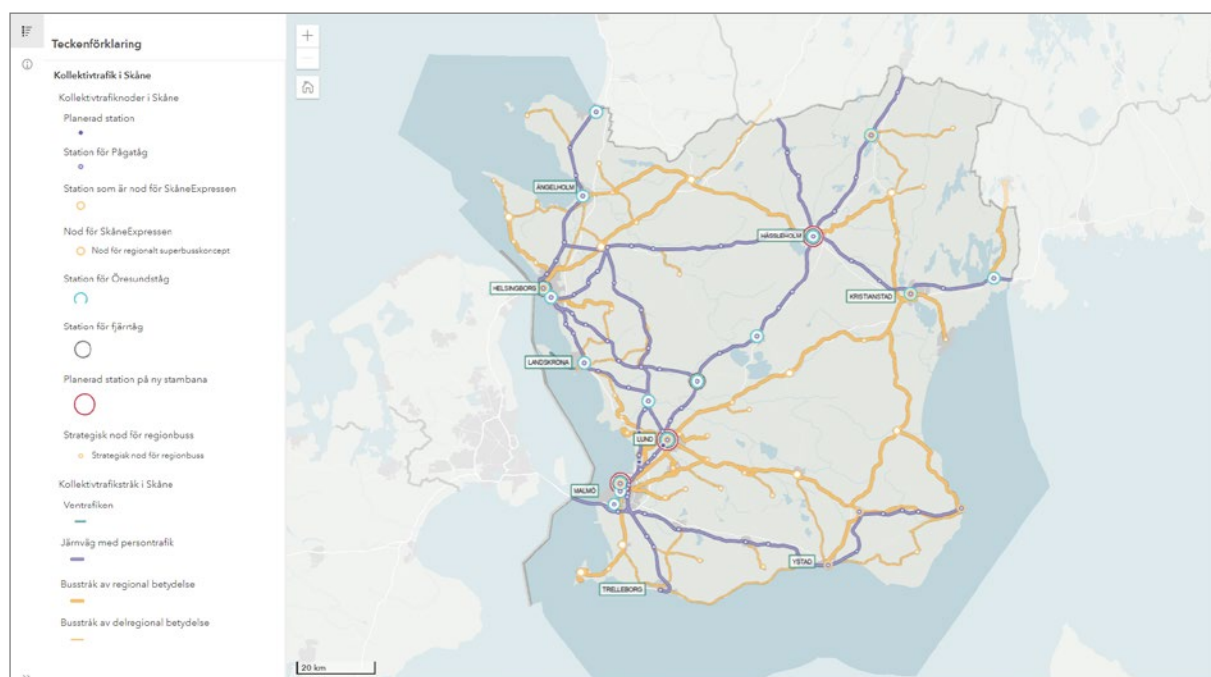 Teckenförklaring
Kollektivtrafik i Skåne
Kollektivtrafiknoder i Skåne
Planerad station
Station för Pågatåg
Station som är nod för SkåneExpressen
Nod för SkåneExpressen
Nod för regionalt superbusskoncept
Station för Öresundståg
Station för fjärrtåg
Planerad station på ny stambana
Strategisk nod för regionbuss
Strategisk nod för regionbuss
Kollektivtrafikstråk i Skåne
Ventrafiken
Järnväg med persontrafik
Busstråk av regional betydelse
Busstråk av delregional betydelse
ÄNGELHOLM
HÄSSLEHOLM
HELSINGBORG
KRISTIANSTAD
LANDSKRONA
LUND
MALMÖ
YSTAD
TRELLEBORG
20 km